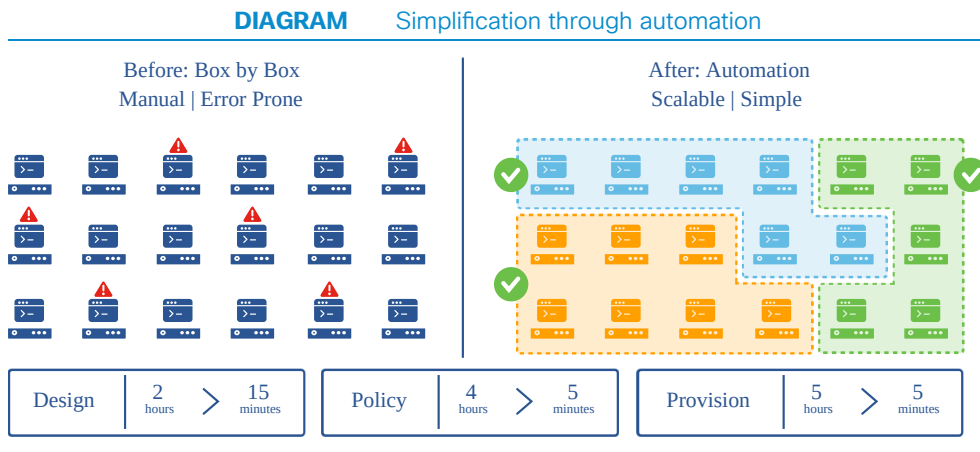 DIAGRAM Simplification through automation
Before: Box by Box
Manual | Error Prone
After: Automation
Scalable | Simple
Design 2 hours > 15 minutes
Policy 4 hours > 5 minutes
Provision 5 hours > 5 minutes